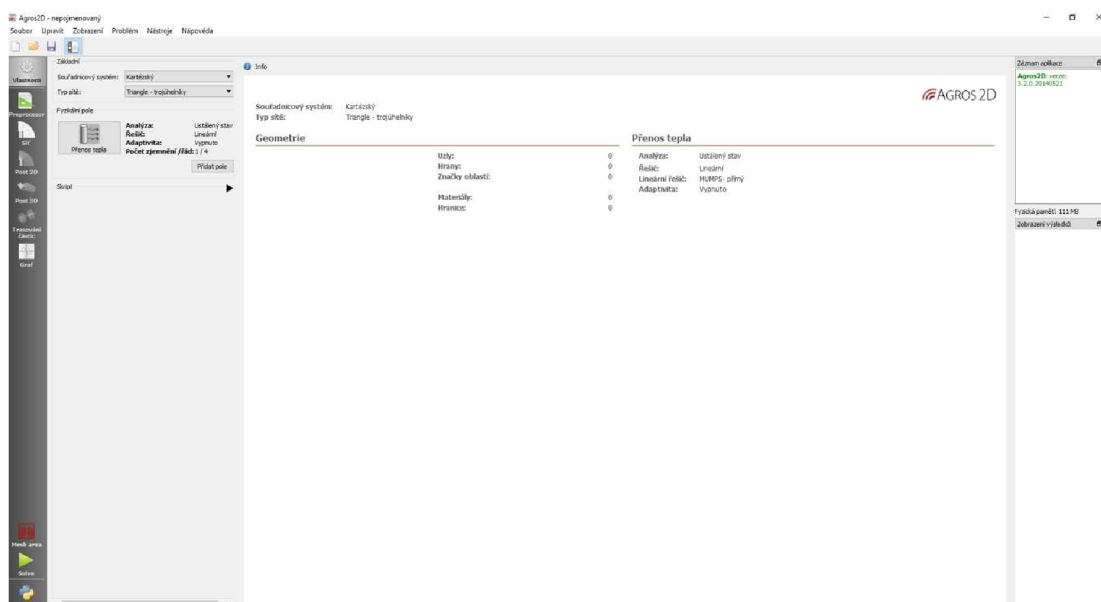 Agros2D - nepojmenovaný
Soubor Upravit Zobrazení Problém Nástroje Nápověda
Vlastnosti
Preprocesor
Síť
Post 2D
Post 3D
Trasování částic
Graf
Mesh area
Solve
Základní
Souřadnicový systém: Kartézský
Typ sítě: Triangle - trojúhelníky
Fyzikální pole
Přenos tepla
Analýza: Ustálený stav
Řešič: Lineární
Adaptivita: Vypnuto
Počet zjemnění /řád: 1 / 4
Přidat pole
Skript
Info
AGROS 2D
Souřadnicový systém: Kartézský
Typ sítě: Triangle - trojúhelníky
Geometrie
Uzly: 0
Hrany: 0
Značky oblastí: 0
Materiály: 0
Hranice: 0
Přenos tepla
Analýza: Ustálený stav
Řešič: Lineární
Lineární řešič: MUMPS- přímý
Adaptivita: Vypnuto
Záznam aplikace
Agros2D: verze:
3.2.0.20140521
Fyzická paměť: 111 MB
Zobrazení výsledků